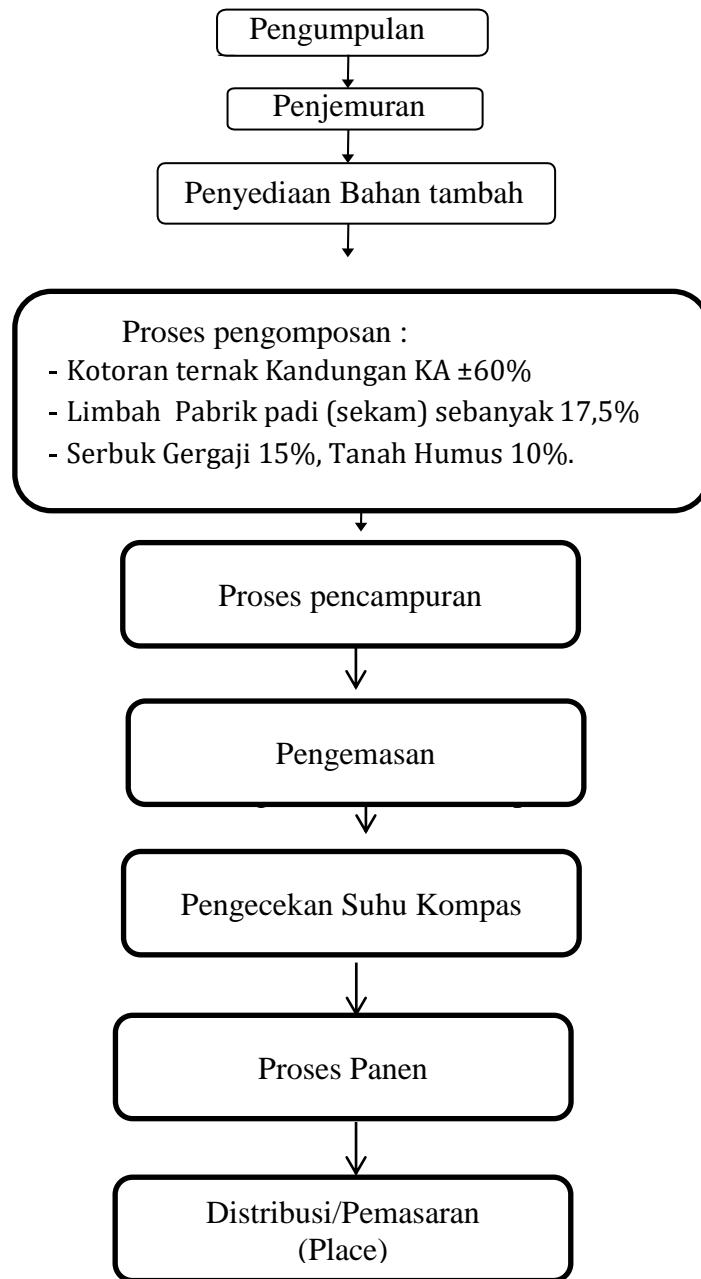 Pengumpulan
Penjemuran
Penyediaan Bahan tambah
Proses pengomposan :
- Kotoran ternak Kandungan KA ±60%
- Limbah Pabrik padi (sekam) sebanyak 17,5%
- Serbuk Gergaji 15%, Tanah Humus 10%.
Proses pencampuran
Pengemasan
Pengecekan Suhu Kompas
Proses Panen
Distribusi/Pemasaran
(Place)